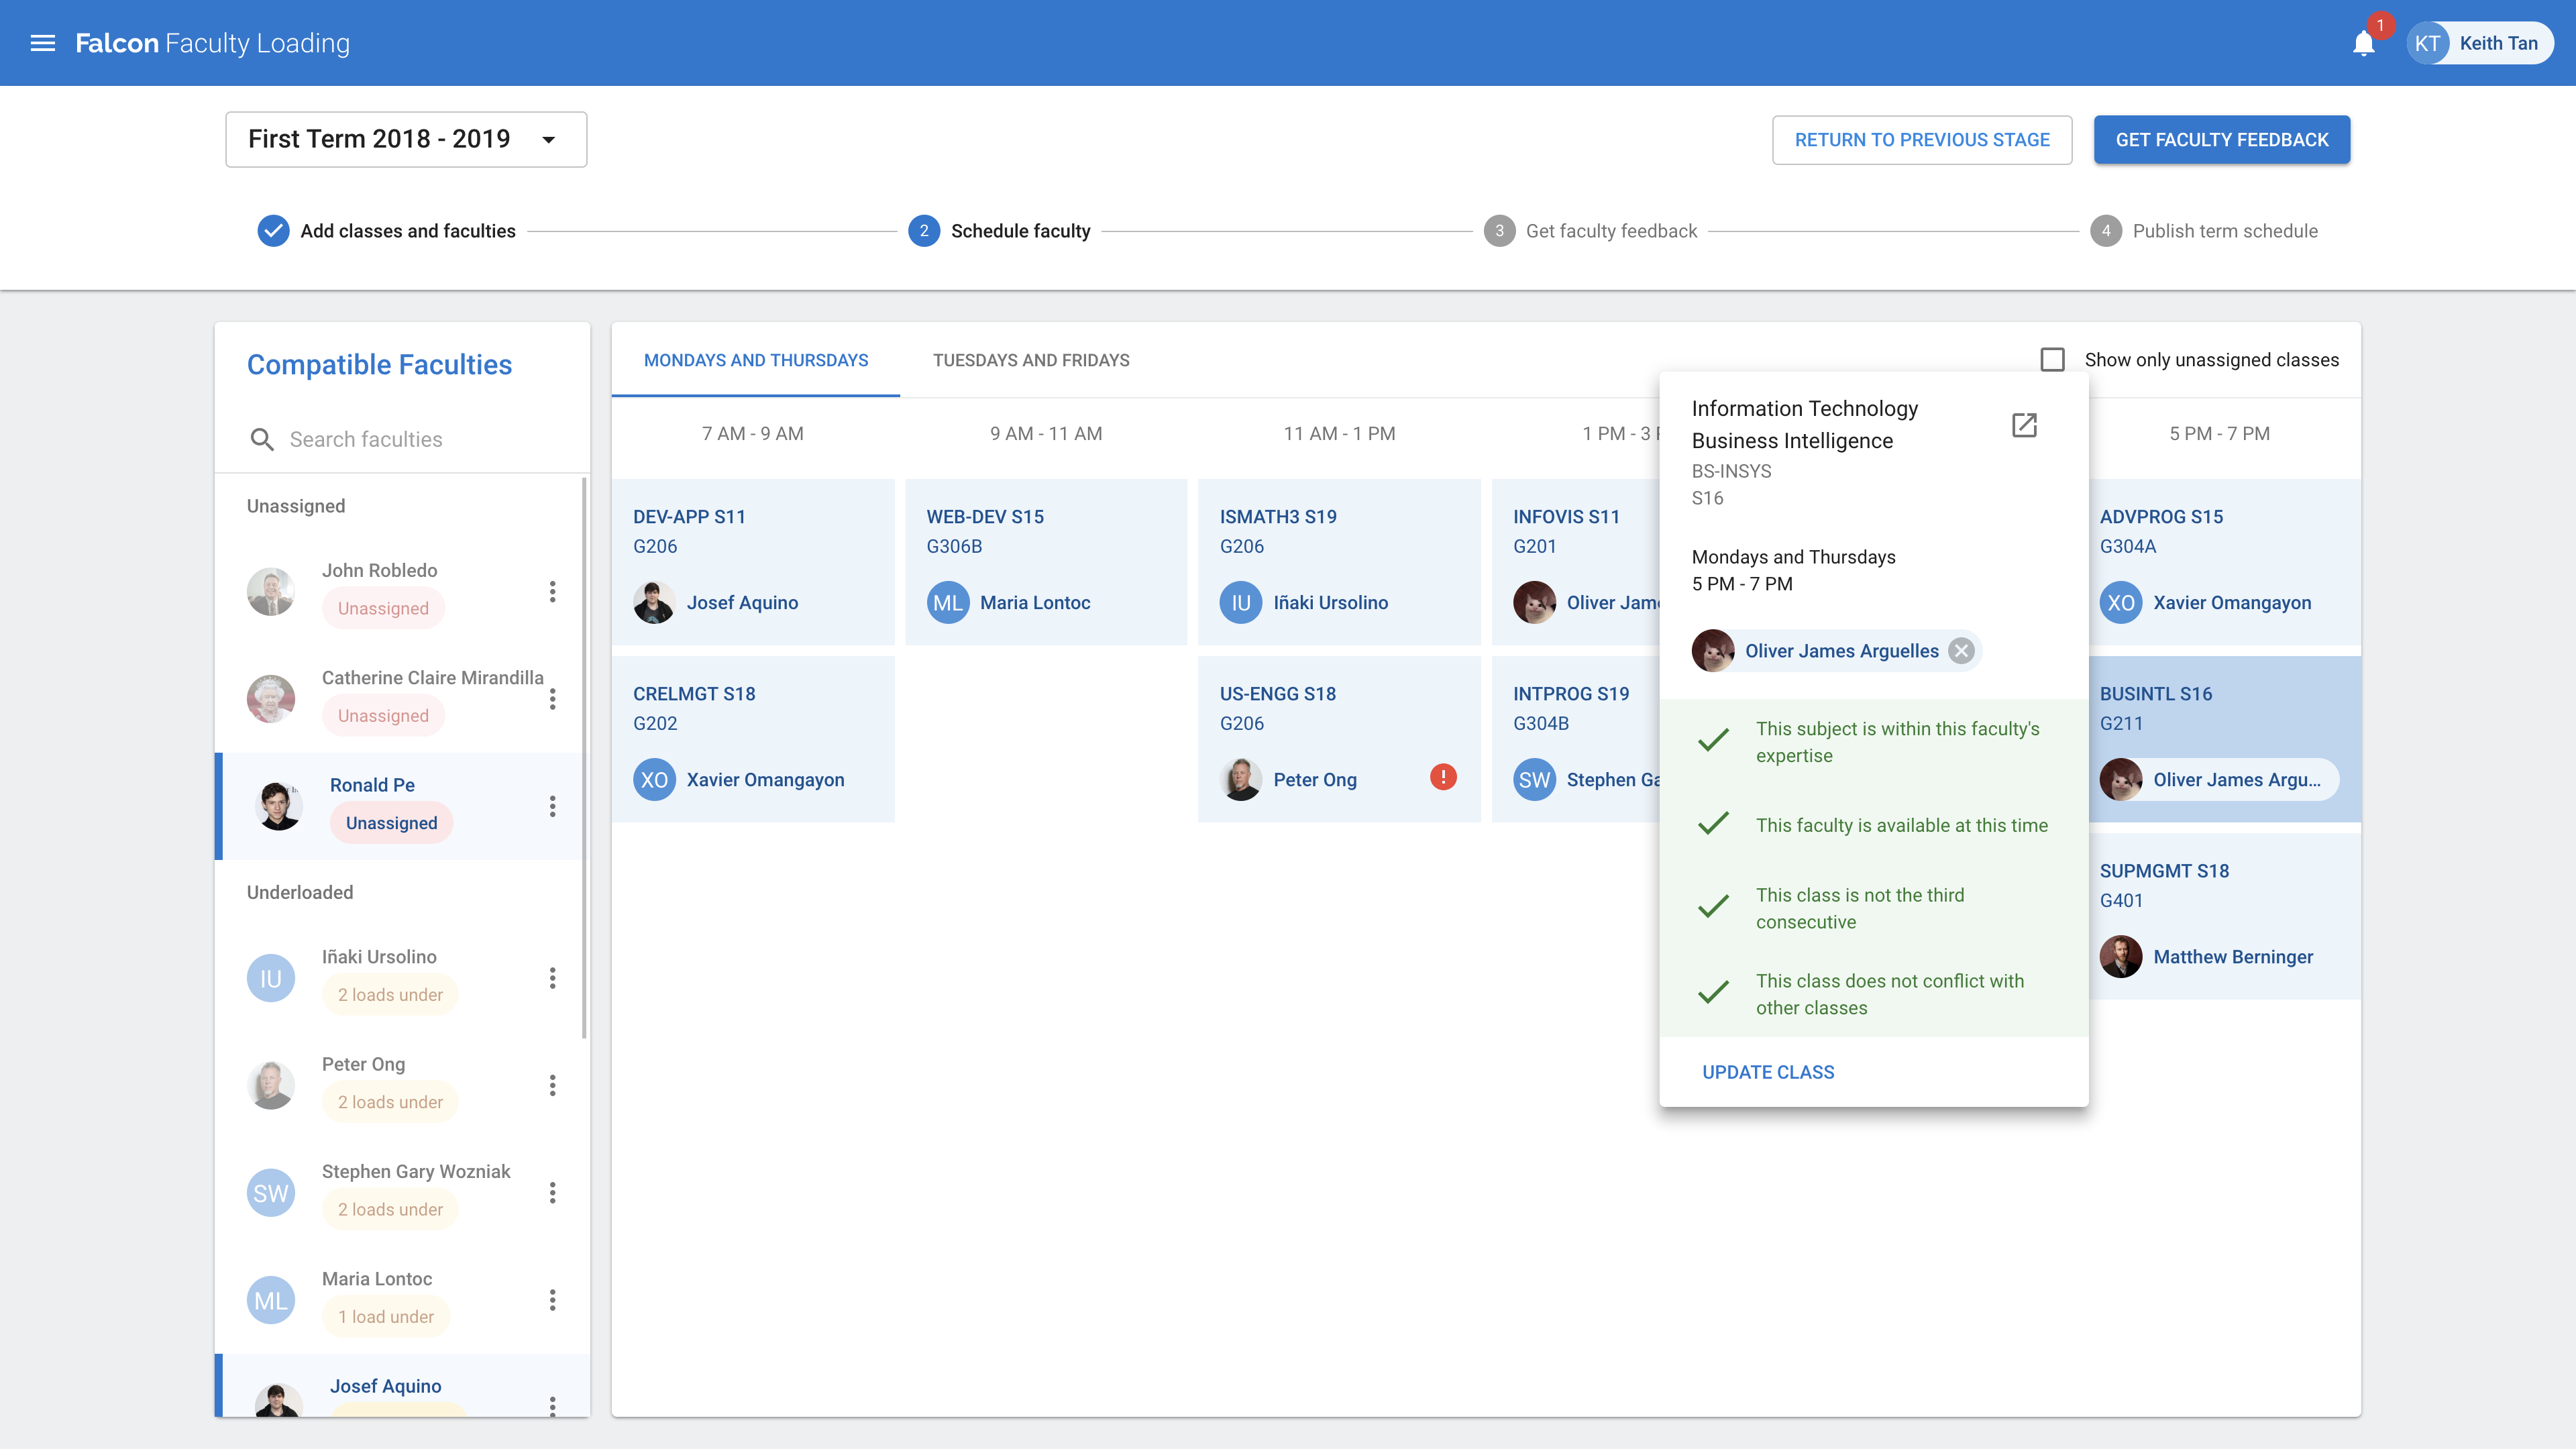 Falcon Faculty Loading
1
KT Keith Tan
First Term 2018 - 2019
RETURN TO PREVIOUS STAGE
GET FACULTY FEEDBACK
Add classes and faculties
2 Schedule faculty
3 Get faculty feedback
4 Publish term schedule
Compatible Faculties
Search faculties
Unassigned
John Robledo
Unassigned
Catherine Claire Mirandilla
Unassigned
Ronald Pe
Unassigned
Underloaded
IU
Iñaki Ursolino
2 loads under
Peter Ong
2 loads under
SW
Stephen Gary Wozniak
2 loads under
ML
Maria Lontoc
1 load under
Josef Aquino
MONDAYS AND THURSDAYS
TUESDAYS AND FRIDAYS
Show only unassigned classes
7 AM - 9 AM
9 AM - 11 AM
11 AM - 1 PM
1 PM - 3
5 PM - 7 PM
DEV-APP S11
G206
Josef Aquino
CRELMGT S18
G202
XO Xavier Omangayon
WEB-DEV S15
G306B
ML Maria Lontoc
ISMATH3 S19
G206
IU Iñaki Ursolino
US-ENGG S18
G206
Peter Ong
!
INFOVIS S11
G201
Oliver Jam
INTPROG S19
G304B
SW Stephen Ga
Information Technology
Business Intelligence
BS-INSYS
S16
Mondays and Thursdays
5 PM - 7 PM
Oliver James Arguelles
This subject is within this faculty's
expertise
This faculty is available at this time
This class is not the third
consecutive
This class does not conflict with
other classes
UPDATE CLASS
ADVPROG S15
G304A
XO Xavier Omangayon
BUSINTL S16
G211
Oliver James Argu...
SUPMGMT S18
G401
Matthew Berninger